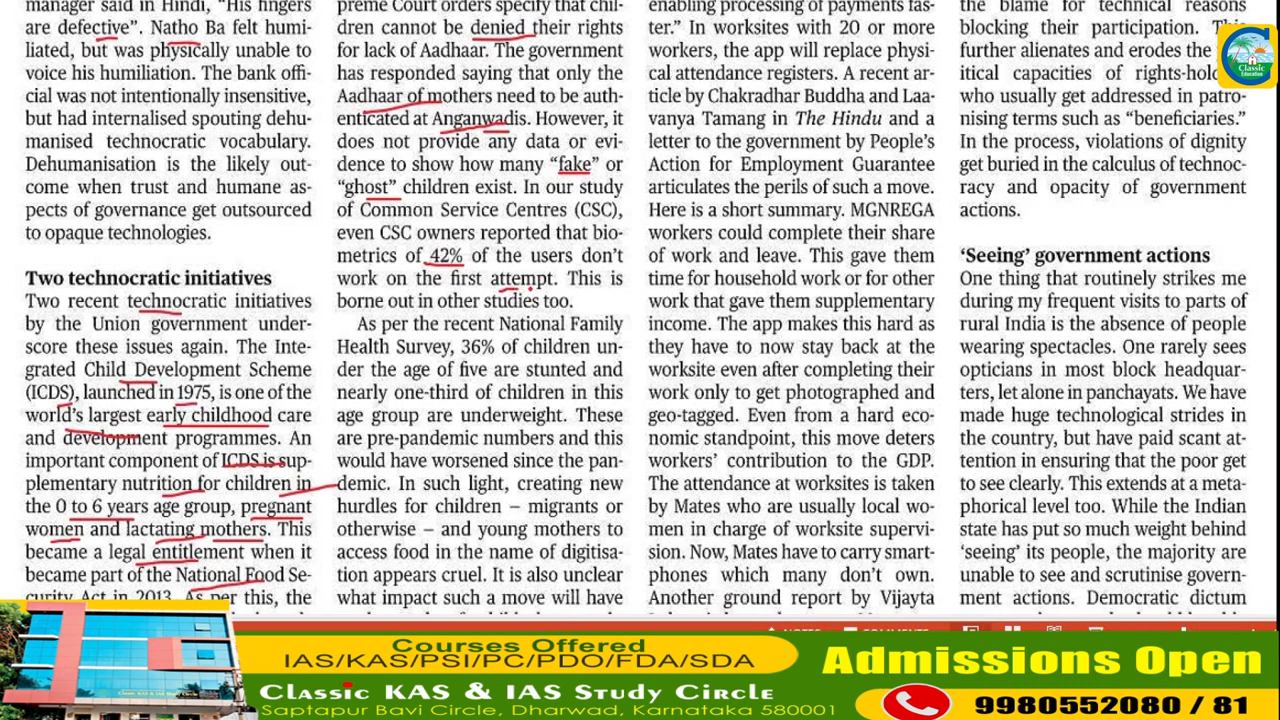 manager said in Hindi, “His fingers
are defective”. Natho Ba felt humi-
liated, but was physically unable to
voice his humiliation. The bank offi-
cial was not intentionally insensitive,
but had internalised spouting dehu-
manised technocratic vocabulary.
Dehumanisation is the likely out-
come when trust and humane as-
pects of governance get outsourced
to opaque technologies.
Two technocratic initiatives
Two recent technocratic initiatives
by the Union government under-
score these issues again. The Inte-
grated Child Development Scheme
(ICDS), launched in 1975, is one of the
world’s largest early childhood care
and development programmes. An
important component of ICDS is sup-
plementary nutrition for children in
the 0 to 6 years age group, pregnant
women and lactating mothers. This
became a legal entitlement when it
became part of the National Food Se-
curity Act in 2013. As per this, the
preme Court orders specify that chil-
dren cannot be denied their rights
for lack of Aadhaar. The government
has responded saying that only the
Aadhaar of mothers need to be auth-
enticated at Anganwadis. However, it
does not provide any data or evi-
dence to show how many “fake” or
“ghost” children exist. In our study
of Common Service Centres (CSC),
even CSC owners reported that bio-
metrics of 42% of the users don’t
work on the first attempt. This is
borne out in other studies too.
As per the recent National Family
Health Survey, 36% of children un-
der the age of five are stunted and
nearly one-third of children in this
age group are underweight. These
are pre-pandemic numbers and this
would have worsened since the pan-
demic. In such light, creating new
hurdles for children – migrants or
otherwise – and young mothers to
access food in the name of digitisa-
tion appears cruel. It is also unclear
what impact such a move will have
enabling processing of payments fas-
ter.” In worksites with 20 or more
workers, the app will replace physi-
cal attendance registers. A recent ar-
ticle by Chakradhar Buddha and Laa-
vanya Tamang in The Hindu and a
letter to the government by People’s
Action for Employment Guarantee
articulates the perils of such a move.
Here is a short summary. MGNREGA
workers could complete their share
of work and leave. This gave them
time for household work or for other
work that gave them supplementary
income. The app makes this hard as
they have to now stay back at the
worksite even after completing their
work only to get photographed and
geo-tagged. Even from a hard eco-
nomic standpoint, this move deters
workers’ contribution to the GDP.
The attendance at worksites is taken
by Mates who are usually local wo-
men in charge of worksite supervi-
sion. Now, Mates have to carry smart-
phones which many don’t own.
Another ground report by Vijayta
the blame for technical reasons
blocking their participation. This
further alienates and erodes the
itical capacities of rights-hol
who usually get addressed in patro-
nising terms such as “beneficiaries.”
In the process, violations of dignity
get buried in the calculus of technoc-
racy and opacity of government
actions.
‘Seeing’ government actions
One thing that routinely strikes me
during my frequent visits to parts of
rural India is the absence of people
wearing spectacles. One rarely sees
opticians in most block headquar-
ters, let alone in panchayats. We have
made huge technological strides in
the country, but have paid scant at-
tention in ensuring that the poor get
to see clearly. This extends at a meta-
phorical level too. While the Indian
state has put so much weight behind
‘seeing’ its people, the majority are
unable to see and scrutinise govern-
ment actions. Democratic dictum
Classic
Education
NOTES COMMENTS
Courses Offered
IAS/KAS/PSI/PC/PDO/FDA/SDA
Classic KAS & IAS Study Circle
Saptapur Bavi Circle, Dharwad, Karnataka 580001
Admissions Open
9980552080 / 81